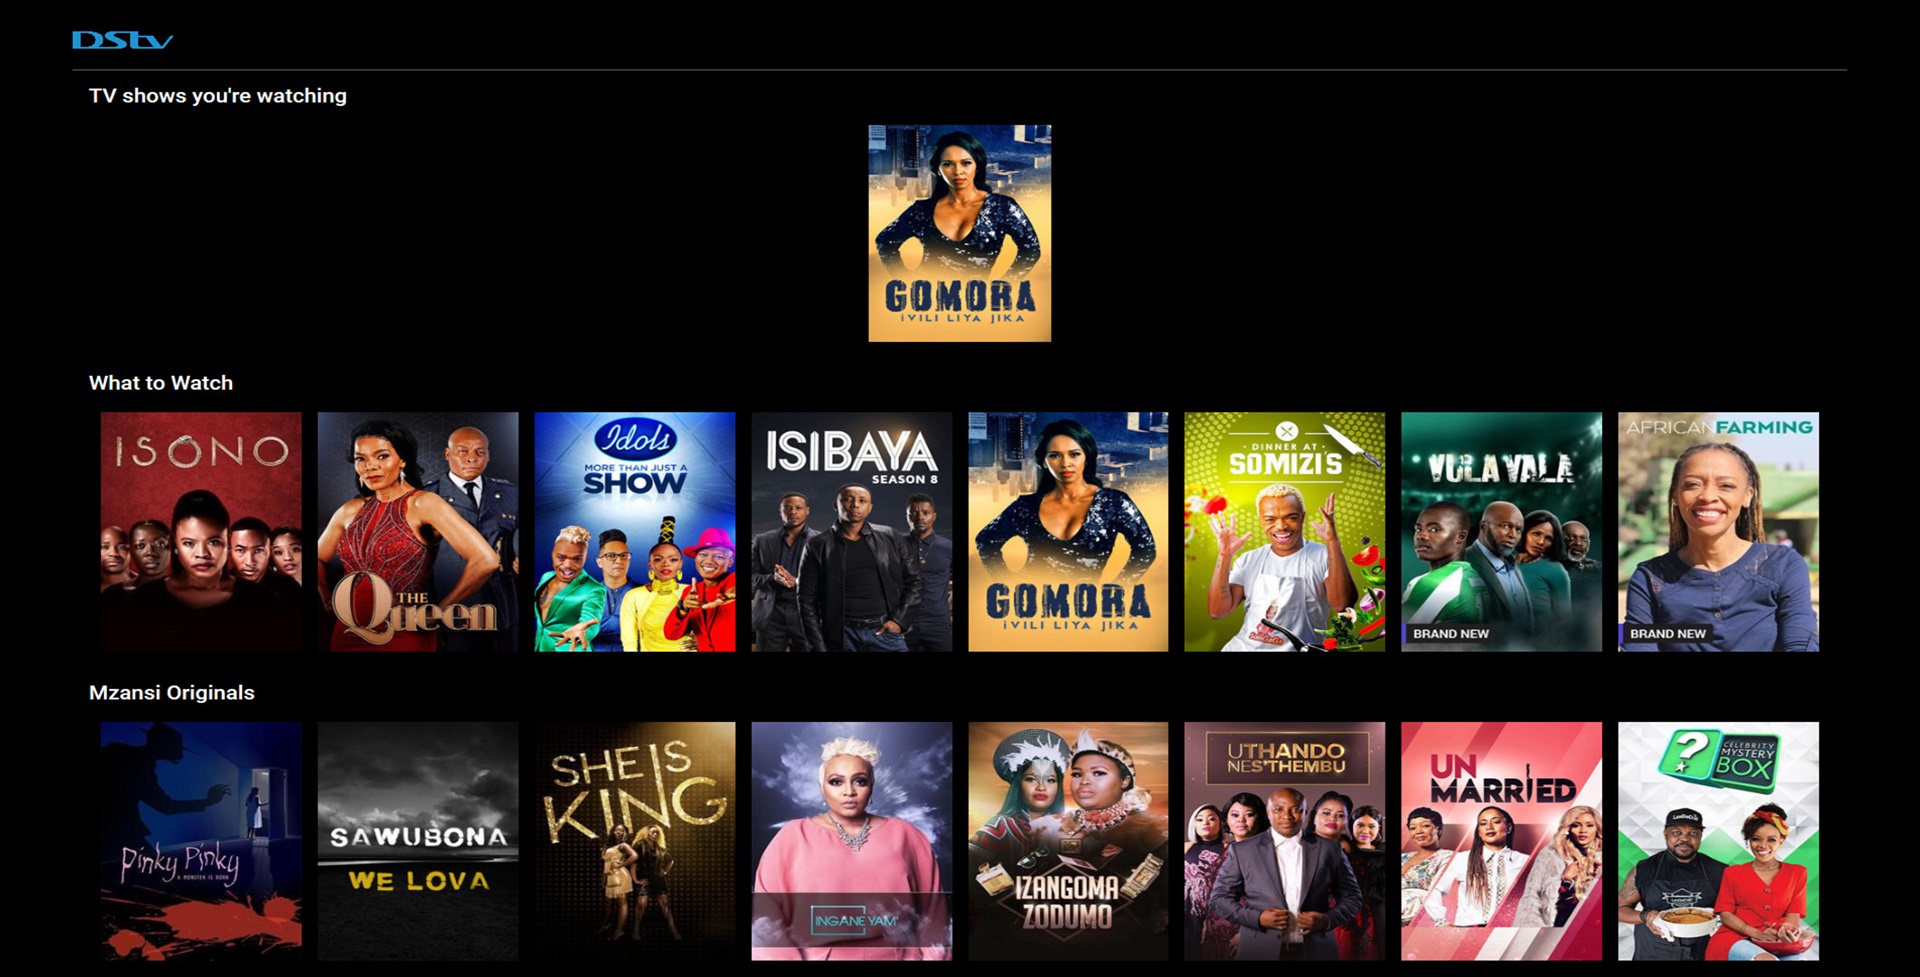 DStv
TV shows you're watching
GOMORA
iVILI LIYA JIKA
What to Watch
ISONO
THE
Queen
Idols
MORE THAN JUST A
SHOW
ISIBAYA
SEASON 8
GOMORA
iVILI LIYA JIKA
• DINNER AT •
SOMIZI'S
VULA VALA
BRAND NEW
AFRICANFARMING
BRAND NEW
Mzansi Originals
Pinky Pinky
A MONSTER IS BORN
SAWUBONA
WE LOVA
SHE IS
KING
INGANE YAM'
IZANGOMA
ZODUMO
UTHANDO
NES'THEMBU
UN
MARRIED
?
CELEBRITY
MYSTERY
BOX